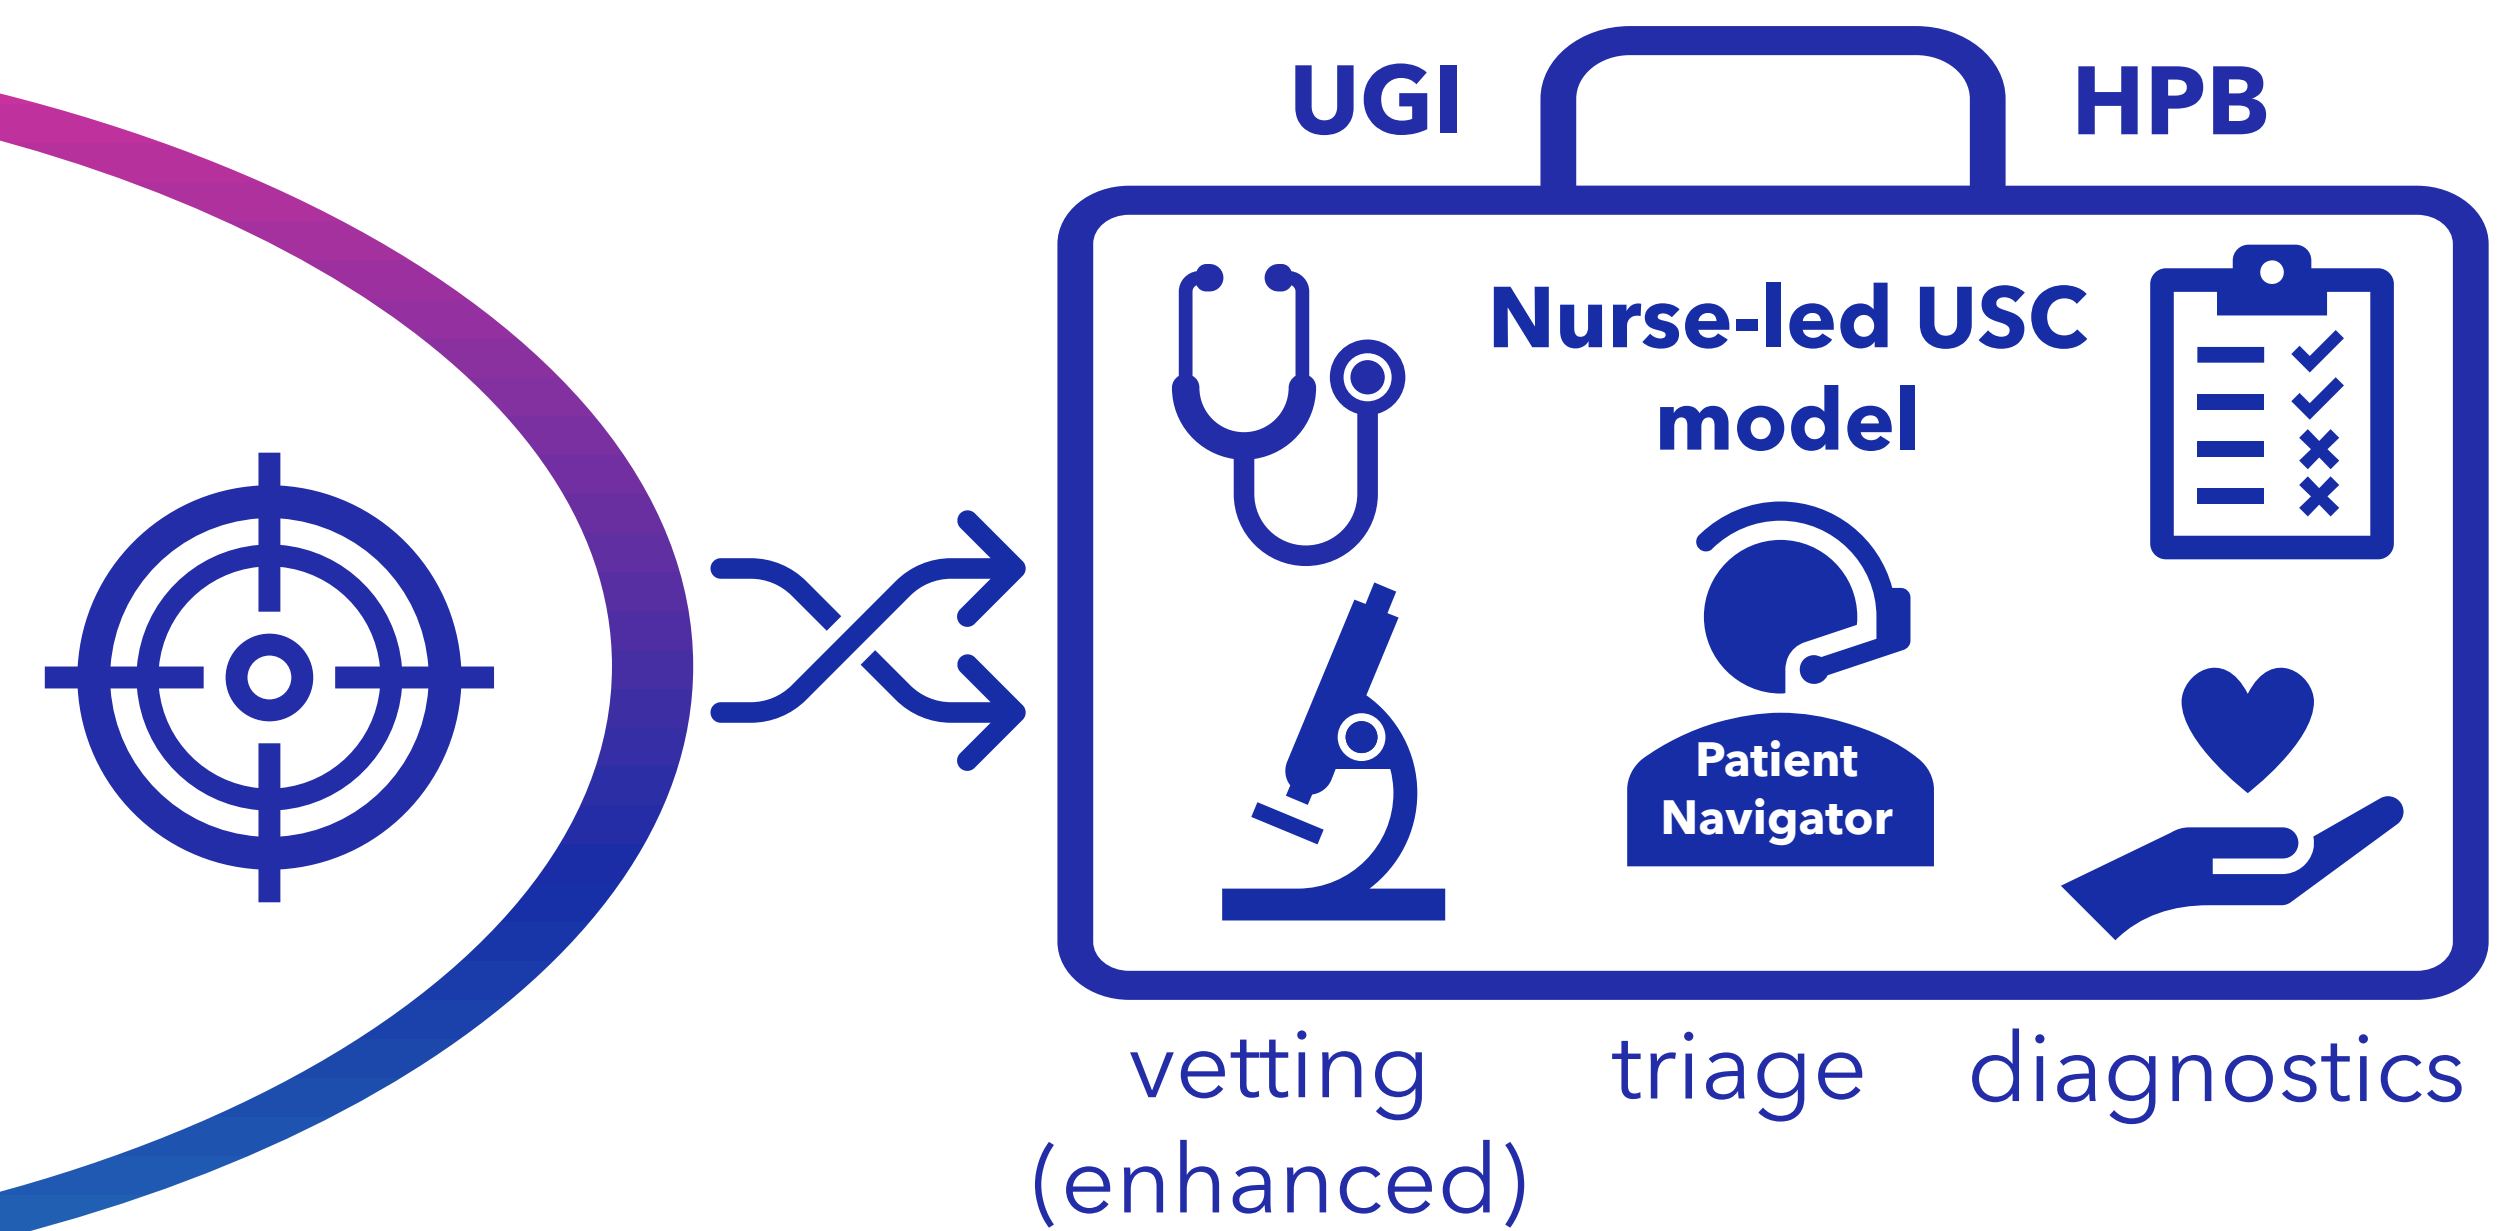 UGI
HPB
Nurse-led USC
model
Patient
Navigator
vetting
(enhanced)
triage
diagnostics